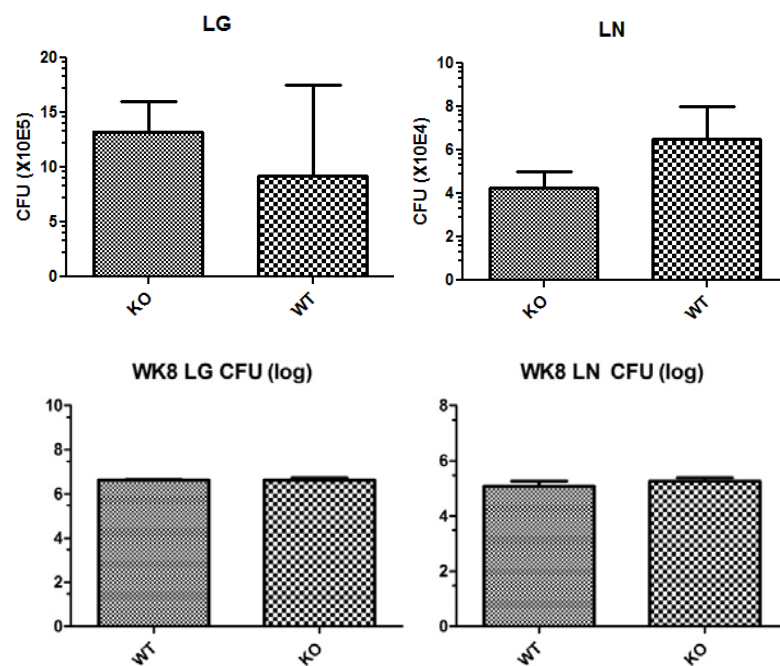 LG
CFU (X10E5)
20
15
10
5
0
KO
WT
LN
CFU (X10E4)
10
8
6
4
2
0
KO
WT
WK8 LG CFU (log)
10
8
6
4
2
0
WT
KO
WK8 LN CFU (log)
8
6
4
2
0
WT
KO